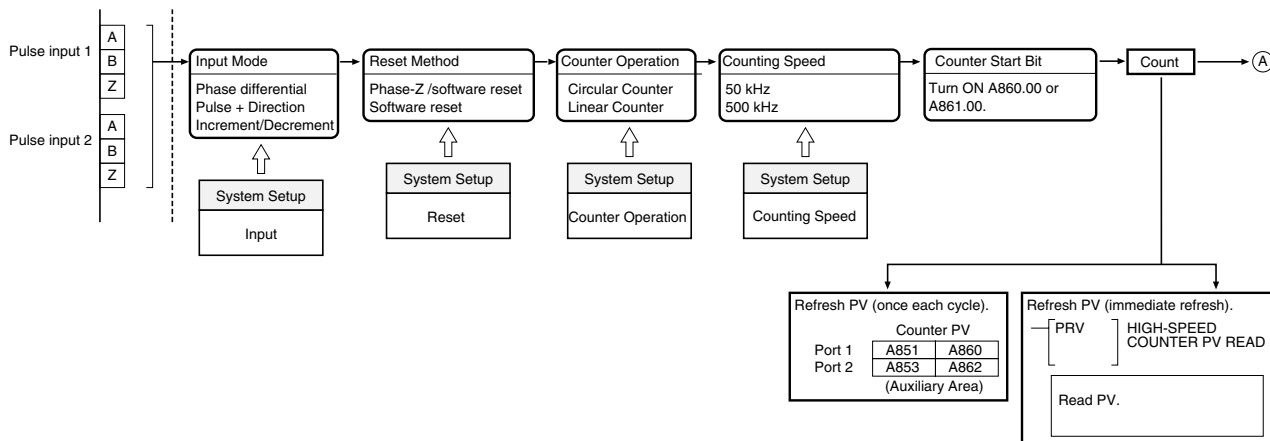 Pulse input 1
A
B
Z
Pulse input 2
A
B
Z
Input Mode
Phase differential
Pulse + Direction
Increment/Decrement
System Setup
Input
Reset Method
Phase-Z /software reset
Software reset
System Setup
Reset
Counter Operation
Circular Counter
Linear Counter
System Setup
Counter Operation
Counting Speed
50 kHz
500 kHz
System Setup
Counting Speed
Counter Start Bit
Turn ON A860.00 or
A861.00.
Count
A
Refresh PV (once each cycle).
Counter PV
Port 1 A851 A860
Port 2 A853 A862
(Auxiliary Area)
Refresh PV (immediate refresh).
PRV HIGH-SPEED
COUNTER PV READ
Read PV.